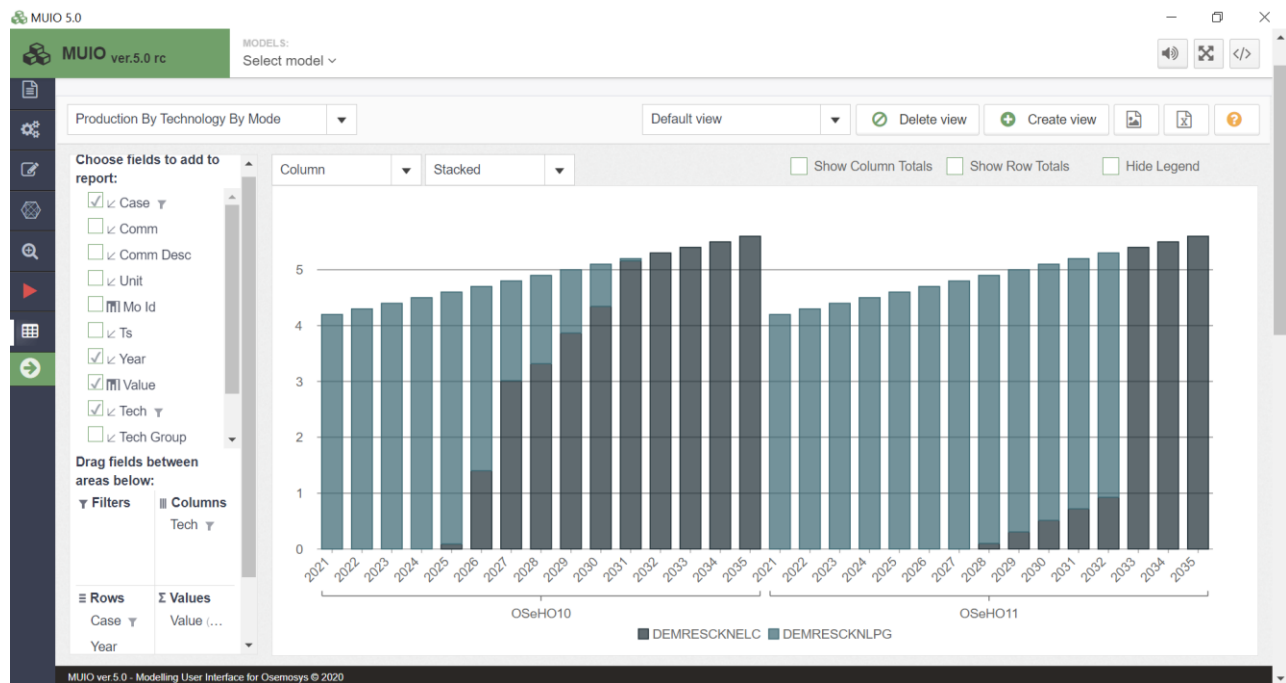 MUIO 5.0
MUIO ver.5.0 rc
MODELS:
Select model
Production By Technology By Mode
Default view
Delete view
Create view
Choose fields to add to
report:
Case
Comm
Comm Desc
Unit
Mo Id
Ts
Year
Value
Tech
Tech Group
Drag fields between
areas below:
Filters
Columns
Tech
Rows
Σ Values
Case
Value (...
Year
Column
Stacked
Show Column Totals
Show Row Totals
Hide Legend
5
4
3
2
1
0
2021 2022 2023 2024 2025 2026 2027 2028 2029 2030 2031 2032 2033 2034 2035 2021 2022 2023 2024 2025 2026 2027 2028 2029 2030 2031 2032 2033 2034 2035
OSeHO10 OSeHO11
DEMRESCKNELC DEMRESCKNLPG
MUIO ver.5.0 - Modelling User Interface for Osemosys © 2020